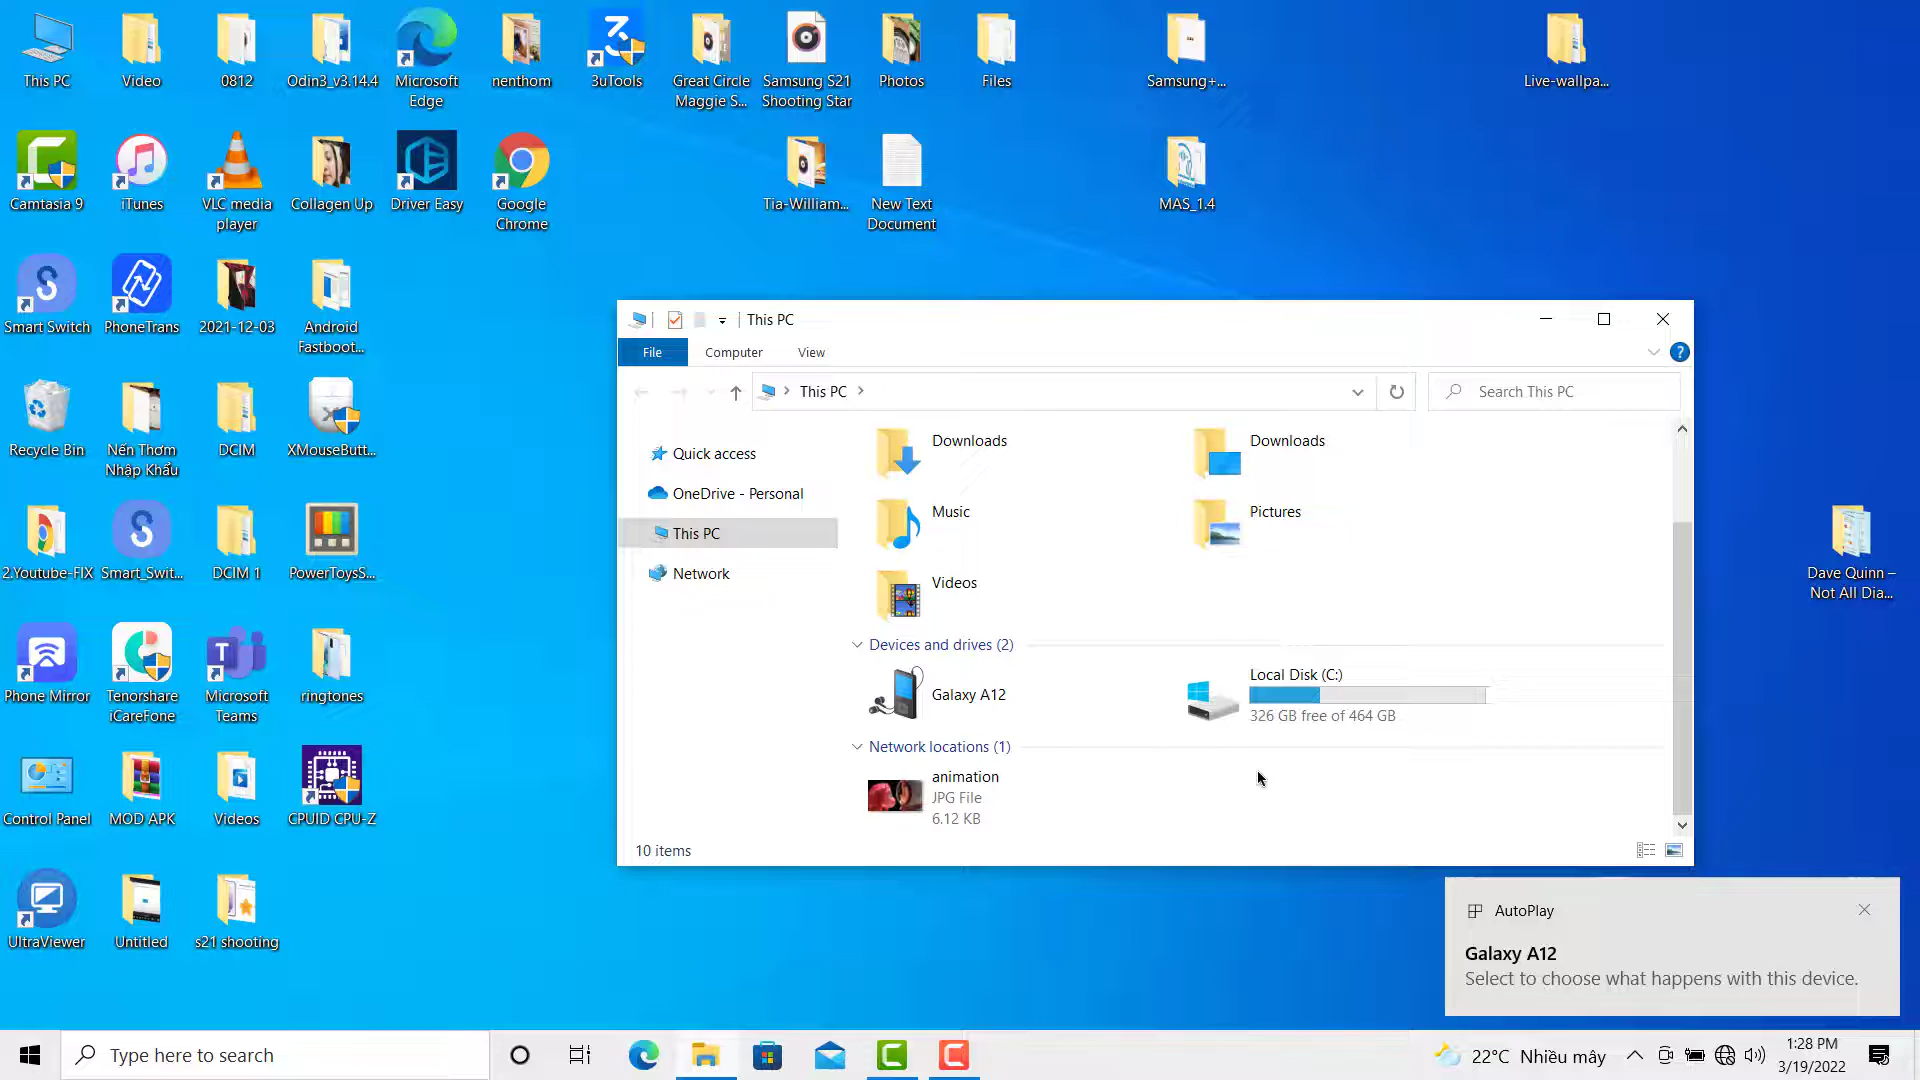 This PC
Video
0812
Odin3_v3.14.4
Microsoft
Edge
nenthom
3uTools
Great Circle
Maggie S...
Samsung S21
Shooting Star
Photos
Files
Samsung+...
Live-wallpa...
Camtasia 9
iTunes
VLC media
player
Collagen Up
Driver Easy
Google
Chrome
Tia-William...
New Text
Document
MAS_1.4
Smart Switch
PhoneTrans
2021-12-03
Android
Fastboot...
Recycle Bin
Nến Thơm
Nhập Khẩu
DCIM
XMouseButt...
2.Youtube-FIX
Smart_Swit...
DCIM 1
PowerToysS...
Dave Quinn –
Not All Dia...
Phone Mirror
Tenorshare
iCareFone
Microsoft
Teams
ringtones
Control Panel
MOD APK
Videos
CPUID CPU-Z
UltraViewer
Untitled
s21 shooting
This PC
File
Computer
View
This PC
Search This PC
Quick access
OneDrive - Personal
This PC
Network
Downloads
Downloads
Music
Pictures
Videos
Devices and drives (2)
Galaxy A12
Local Disk (C:)
326 GB free of 464 GB
Network locations (1)
animation
JPG File
6.12 KB
10 items
AutoPlay
Galaxy A12
Select to choose what happens with this device.
Type here to search
22°C Nhiều mây
1:28 PM
3/19/2022